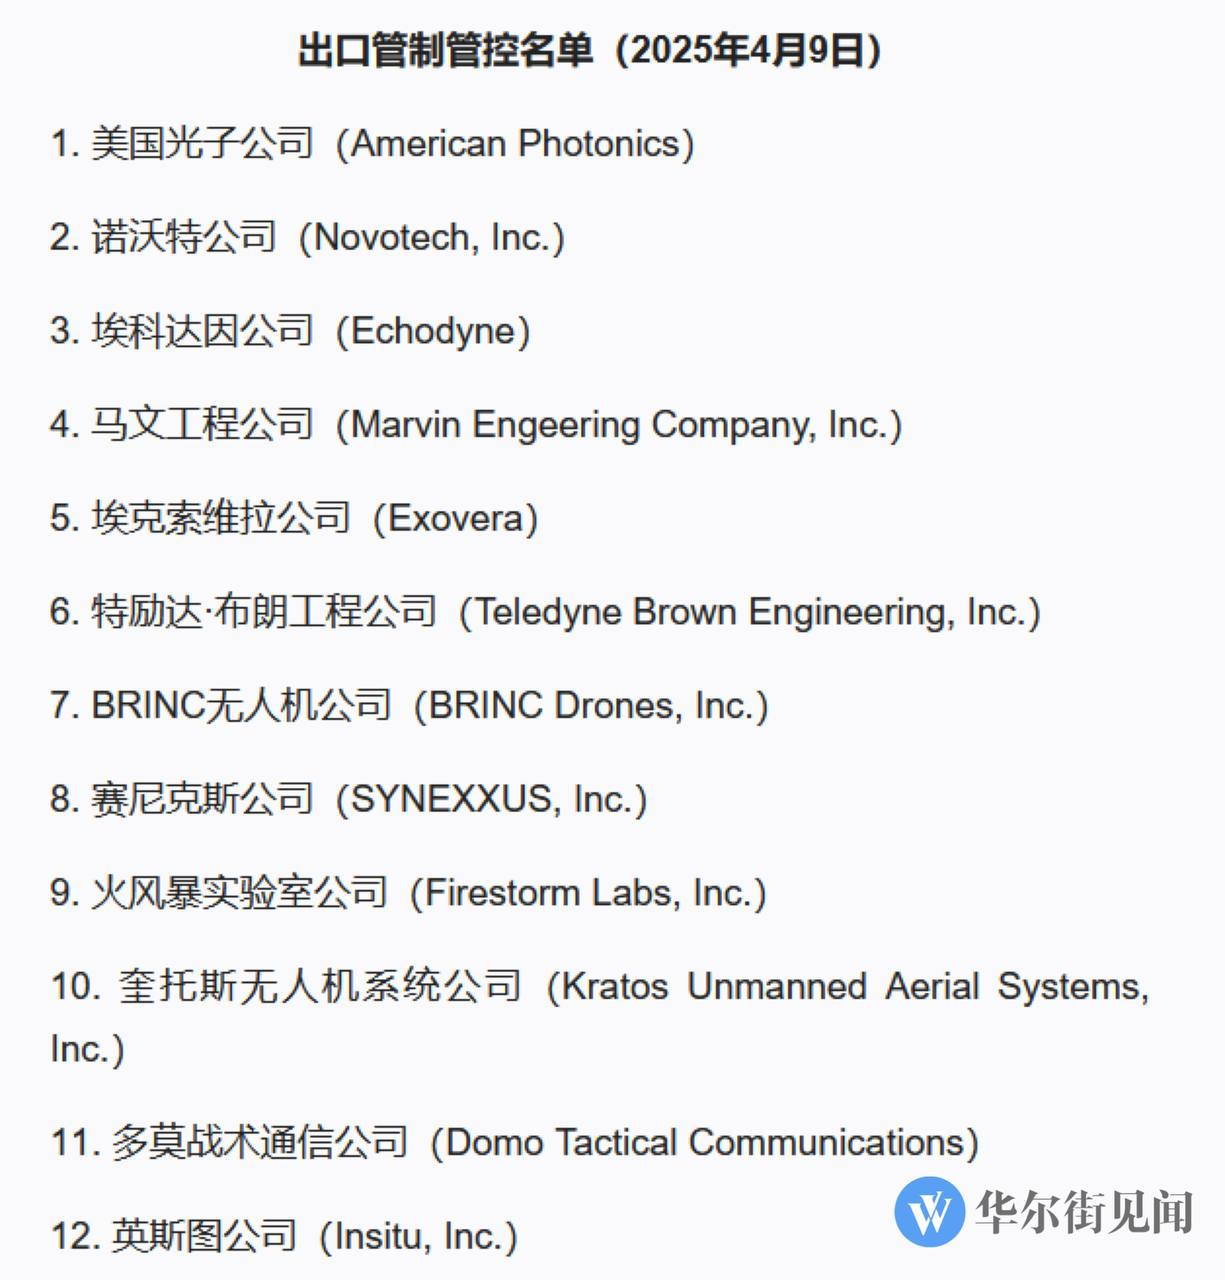 出口管制管控名单（2025年4月9日）
1. 美国光子公司（American Photonics）
2. 诺沃特公司（Novotech, Inc.）
3. 埃科达因公司（Echodyne）
4. 马文工程公司（Marvin Engeering Company, Inc.）
5. 埃克索维拉公司（Exovera）
6. 特励达·布朗工程公司（Teledyne Brown Engineering, Inc.）
7. BRINC无人机公司（BRINC Drones, Inc.）
8. 赛尼克斯公司（SYNEXXUS, Inc.）
9. 火风暴实验室公司（Firestorm Labs, Inc.）
10. 奎托斯无人机系统公司（Kratos Unmanned Aerial Systems,
Inc.）
11. 多莫战术通信公司（Domo Tactical Communications）
12. 英斯图公司（Insitu, Inc.）
W 华尔街见闻